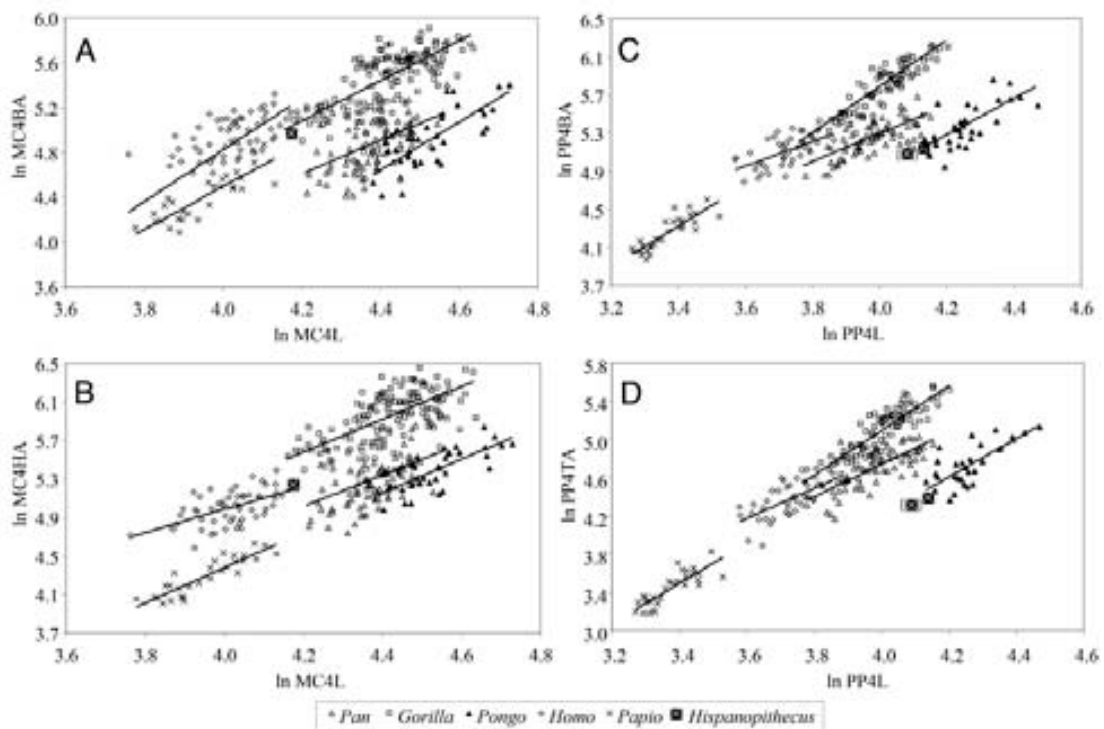 A
6.0
5.6
5.2
4.8
4.4
4.0
3.6
ln MC4BA
3.6 3.8 4.0 4.2 4.4 4.6 4.8
ln MC4L
C
6.5
6.1
5.7
5.3
4.9
4.5
4.1
3.7
ln PP4BA
3.2 3.4 3.6 3.8 4.0 4.2 4.4 4.6
ln PP4L
B
6.5
6.1
5.7
5.3
4.9
4.5
4.1
3.7
ln MC4HA
3.6 3.8 4.0 4.2 4.4 4.6 4.8
ln MC4L
D
5.8
5.4
5.0
4.6
4.2
3.8
3.4
3.0
ln PP4TA
3.2 3.4 3.6 3.8 4.0 4.2 4.4 4.6
ln PP4L
Pan Gorilla Pongo Homo Papio Hispanopithecus